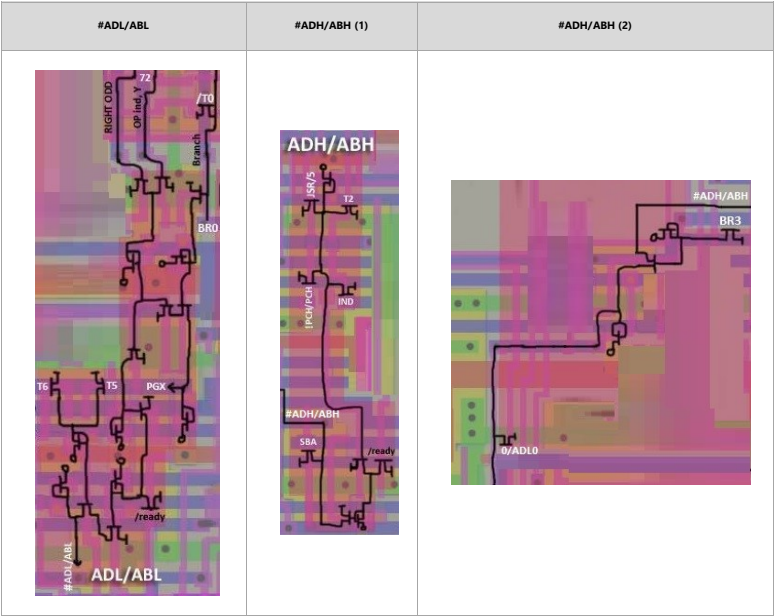 #ADL/ABL
#ADH/ABH (1)
#ADH/ABH (2)
RIGHT ODD
OP ind, Y
72
/T0
Branch
BR0
T6
T5
PGX
/ready
#ADL/ABL
ADL/ABL
ADH/ABH
JSR/5
T2
!PCH/PCH
IND
#ADH/ABH
SBA
/ready
#ADH/ABH
BR3
0/ADL0